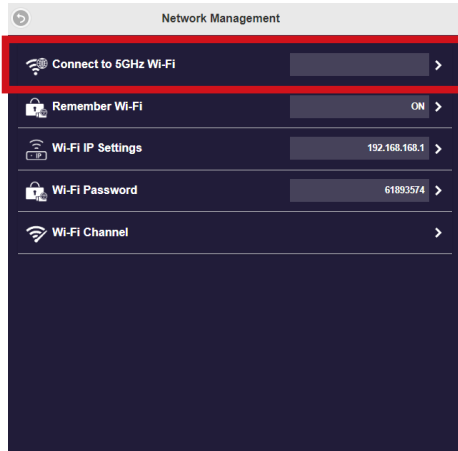 Network Management
Connect to 5GHz Wi-Fi
Remember Wi-Fi ON
Wi-Fi IP Settings 192.168.168.1
Wi-Fi Password 61893574
Wi-Fi Channel